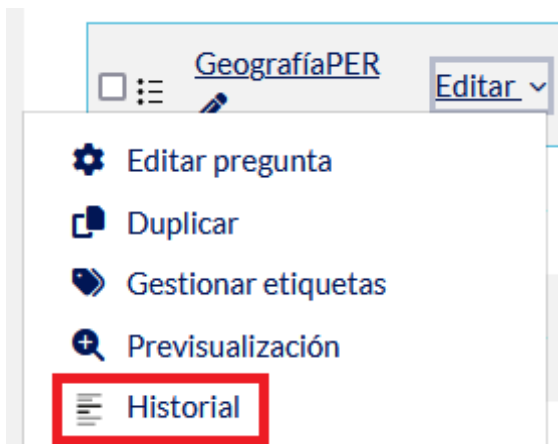 GeografíaPER
Editar
Editar pregunta
Duplicar
Gestionar etiquetas
Previsualización
Historial